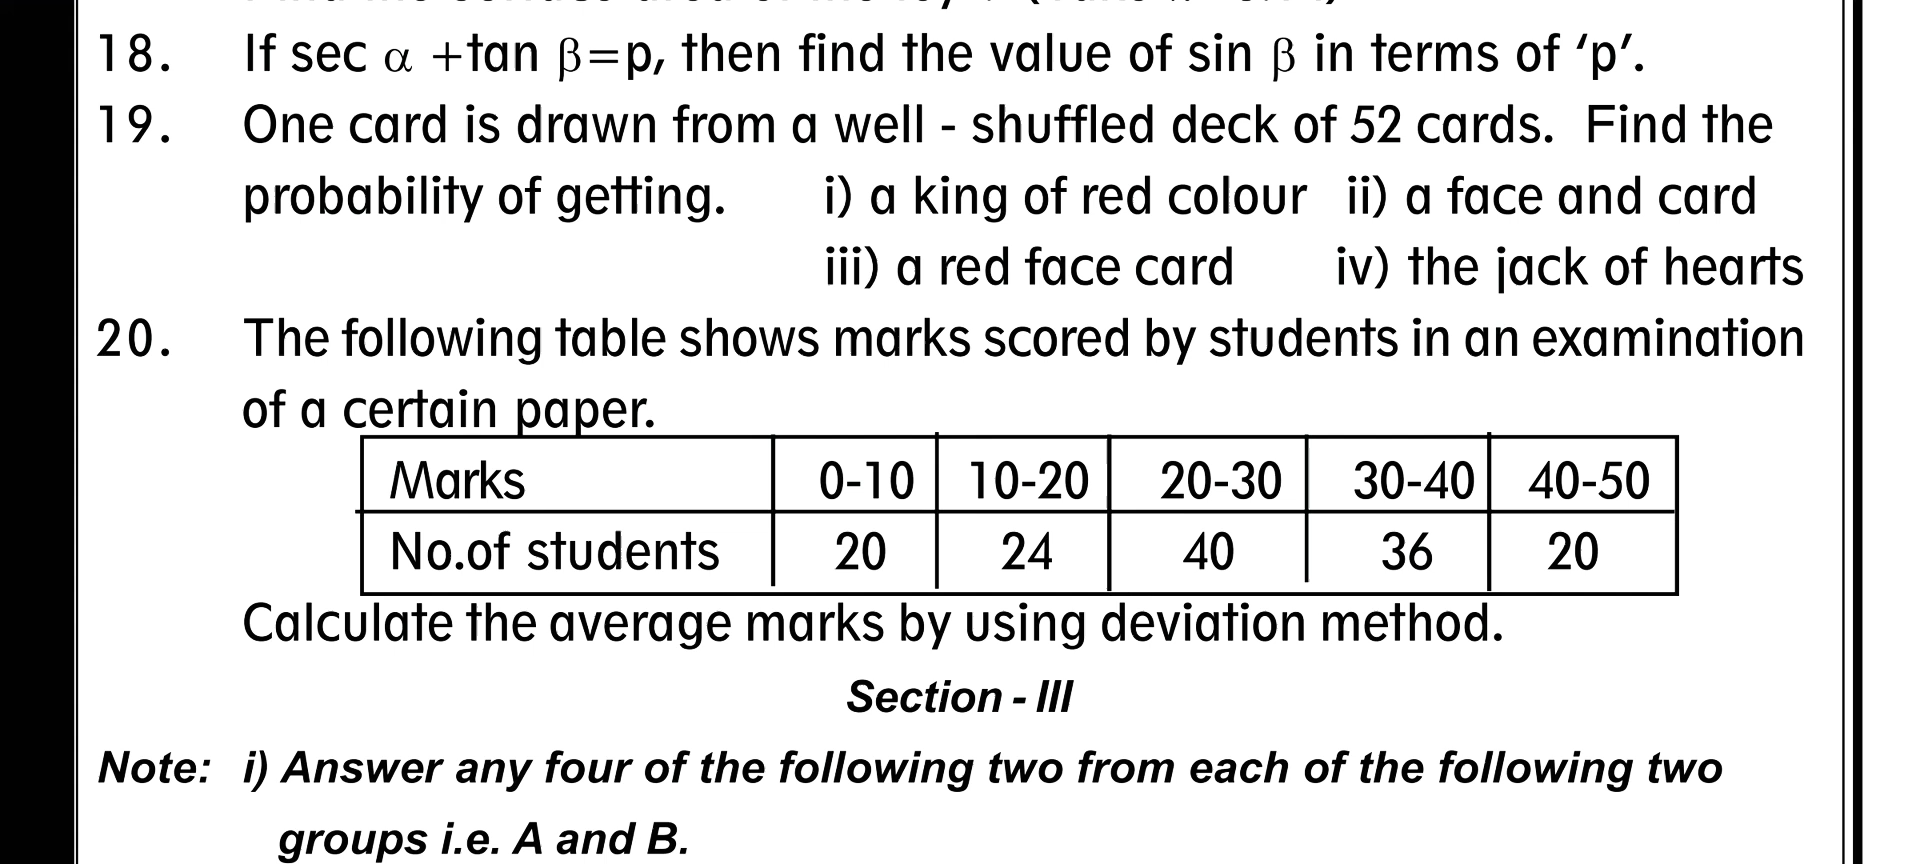 18. If sec α +tan β=p, then find the value of sin β in terms of ‘p’.
19. One card is drawn from a well - shuffled deck of 52 cards. Find the
probability of getting. i) a king of red colour ii) a face and card
iii) a red face card iv) the jack of hearts
20. The following table shows marks scored by students in an examination
of a certain paper.
Marks 0-10 10-20 20-30 30-40 40-50
No.of students 20 24 40 36 20
Calculate the average marks by using deviation method.
Section - III
Note: i) Answer any four of the following two from each of the following two
groups i.e. A and B.